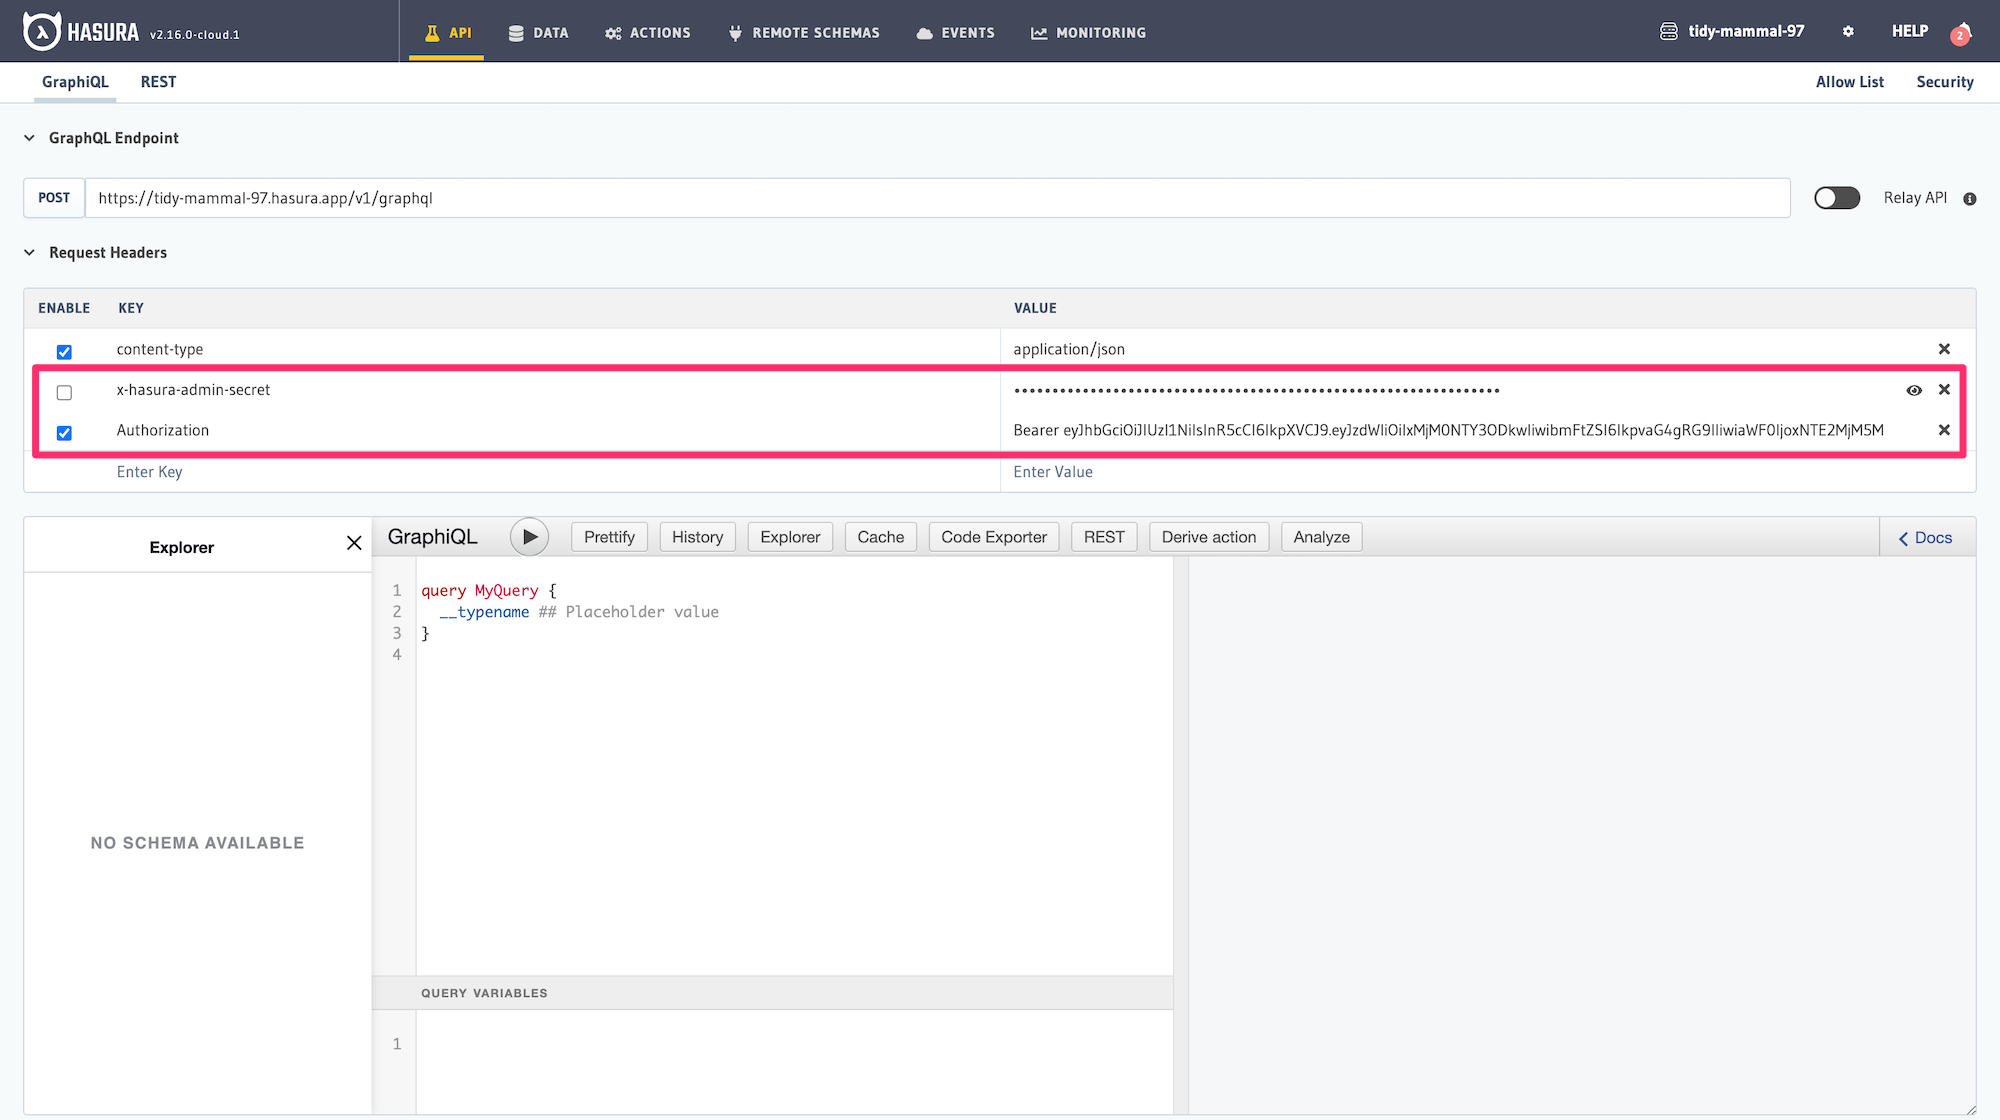 HASURA v2.16.0-cloud.1 API DATA ACTIONS REMOTE SCHEMAS EVENTS MONITORING tidy-mammal-97 HELP 2
GraphiQL REST Allow List Security
GraphQL Endpoint
POST https://tidy-mammal-97.hasura.app/v1/graphql Relay API
Request Headers
ENABLE KEY VALUE
content-type application/json
x-hasura-admin-secret ••••••••••••••••••••••••••••••••••••••••••••••••••••••••••••••••
Authorization Bearer eyJhbGciOiJIUzI1NiIsInR5cCI6IkpXVCJ9.eyJzdWIiOiIxMjM0NTY3ODkwIiwibmFtZSI6IkpvaG4gRG9lIiwiaWF0IjoxNTE2MjM5M
Enter Key Enter Value
Explorer GraphiQL Prettify History Explorer Cache Code Exporter REST Derive action Analyze Docs
1 query MyQuery {
2 __typename ## Placeholder value
3 }
4
NO SCHEMA AVAILABLE
QUERY VARIABLES
1